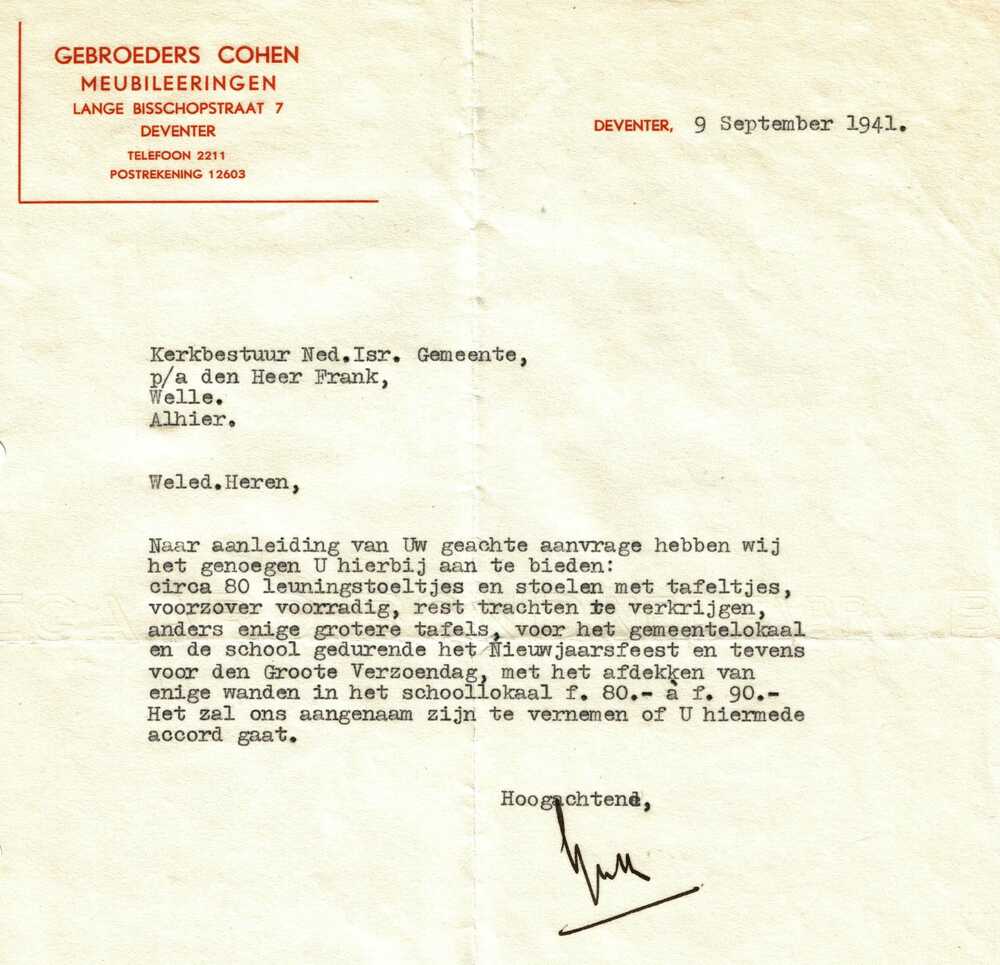 GEBROEDERS COHEN
MEUBILEERINGEN
LANGE BISSCHOPSTRAAT 7
DEVENTER
TELEFOON 2211
POSTREKENING 12603
DEVENTER, 9 September 1941.
Kerkbestuur Ned.Isr. Gemeente,
p/a den Heer Frank,
Welle.
Alhier.
Weled.Heren,
Naar aanleiding van Uw geachte aanvrage hebben wij
het genoegen U hierbij aan te bieden:
circa 80 leuningstoeltjes en stoelen met tafeltjes,
voorzover voorradig, rest trachten te verkrijgen,
anders enige grotere tafels, voor het gemeentelokaal
en de school gedurende het Nieuwjaarsfeest en tevens
voor den Groote Verzoendag, met het afdekken van
enige wanden in het schoollokaal f. 80.- à f. 90.-
Het zal ons aangenaam zijn te vernemen of U hiermede
accord gaat.
Hoogachtend,